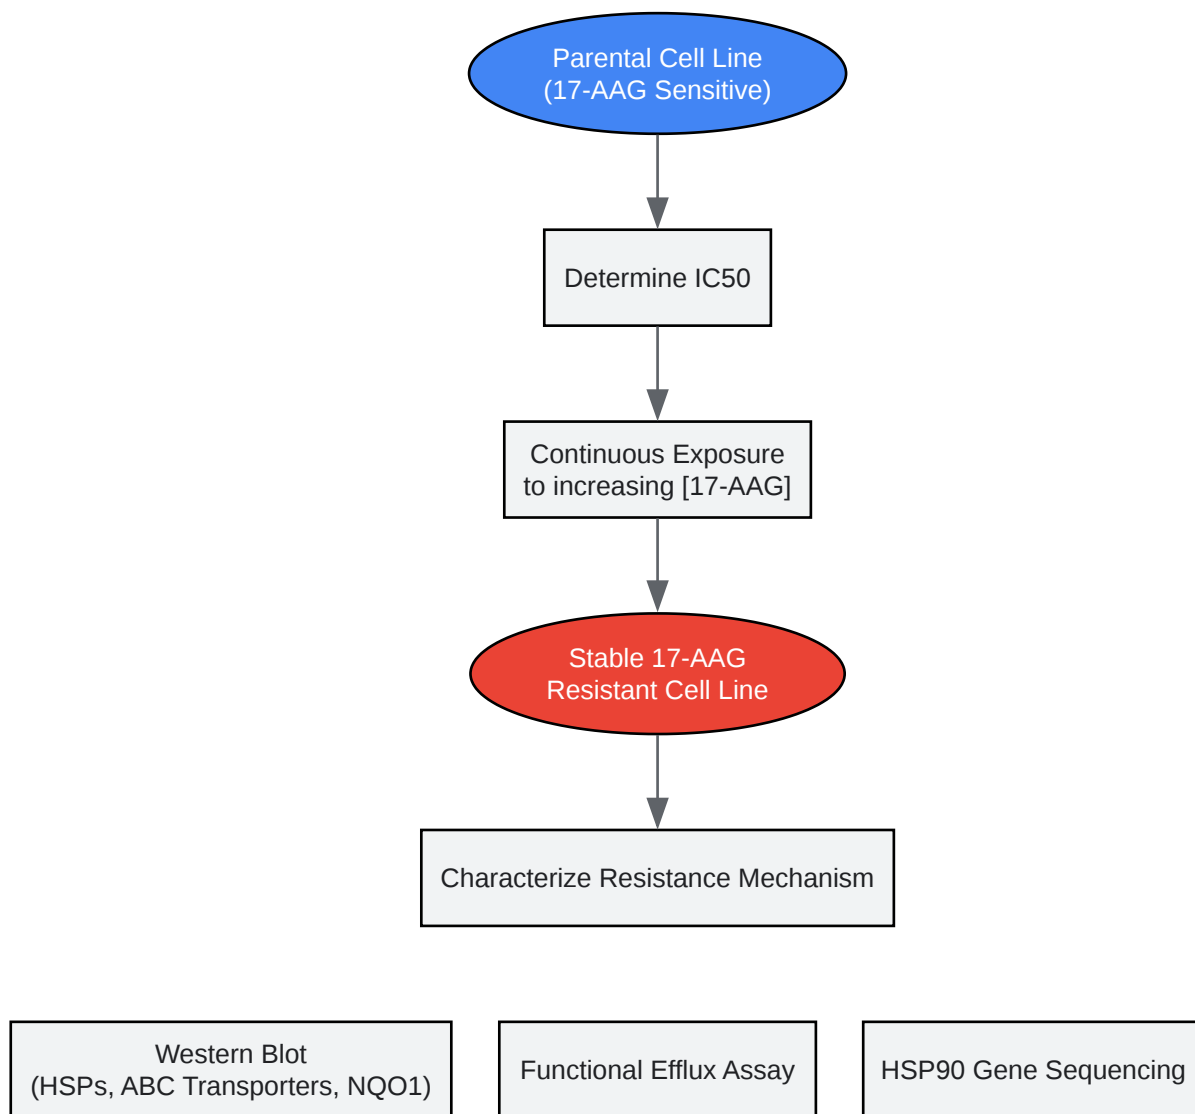 Parental Cell Line
(17-AAG Sensitive)
Determine IC50
Continuous Exposure
to increasing [17-AAG]
Stable 17-AAG
Resistant Cell Line
Characterize Resistance Mechanism
Western Blot
(HSPs, ABC Transporters, NQO1)
Functional Efflux Assay
HSP90 Gene Sequencing